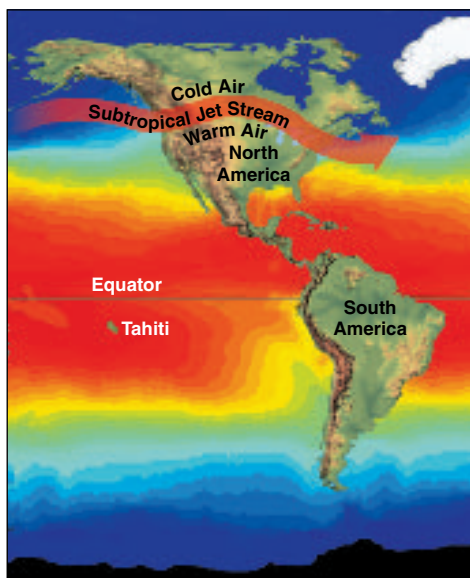 Cold Air
Subtropical Jet Stream
Warm Air
North
America
Equator
Tahiti
South
America